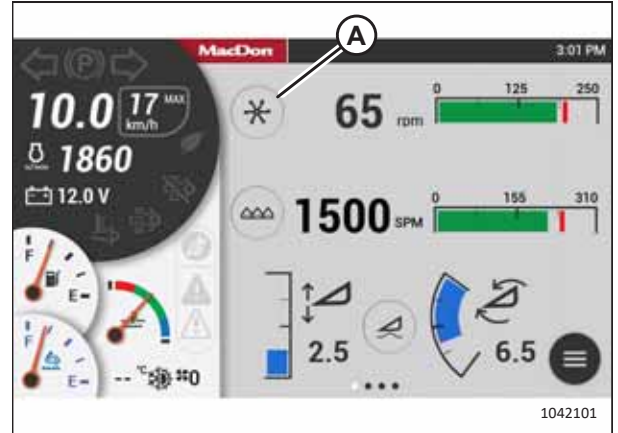 A
MacDon
3:01 PM
P
10.0
17 MAX
km/h
65 rpm
0 125 250
1860
12.0 V
1500 SPM
0 155 310
F
E
2.5
6.5
F
E
-- °C
0
1042101